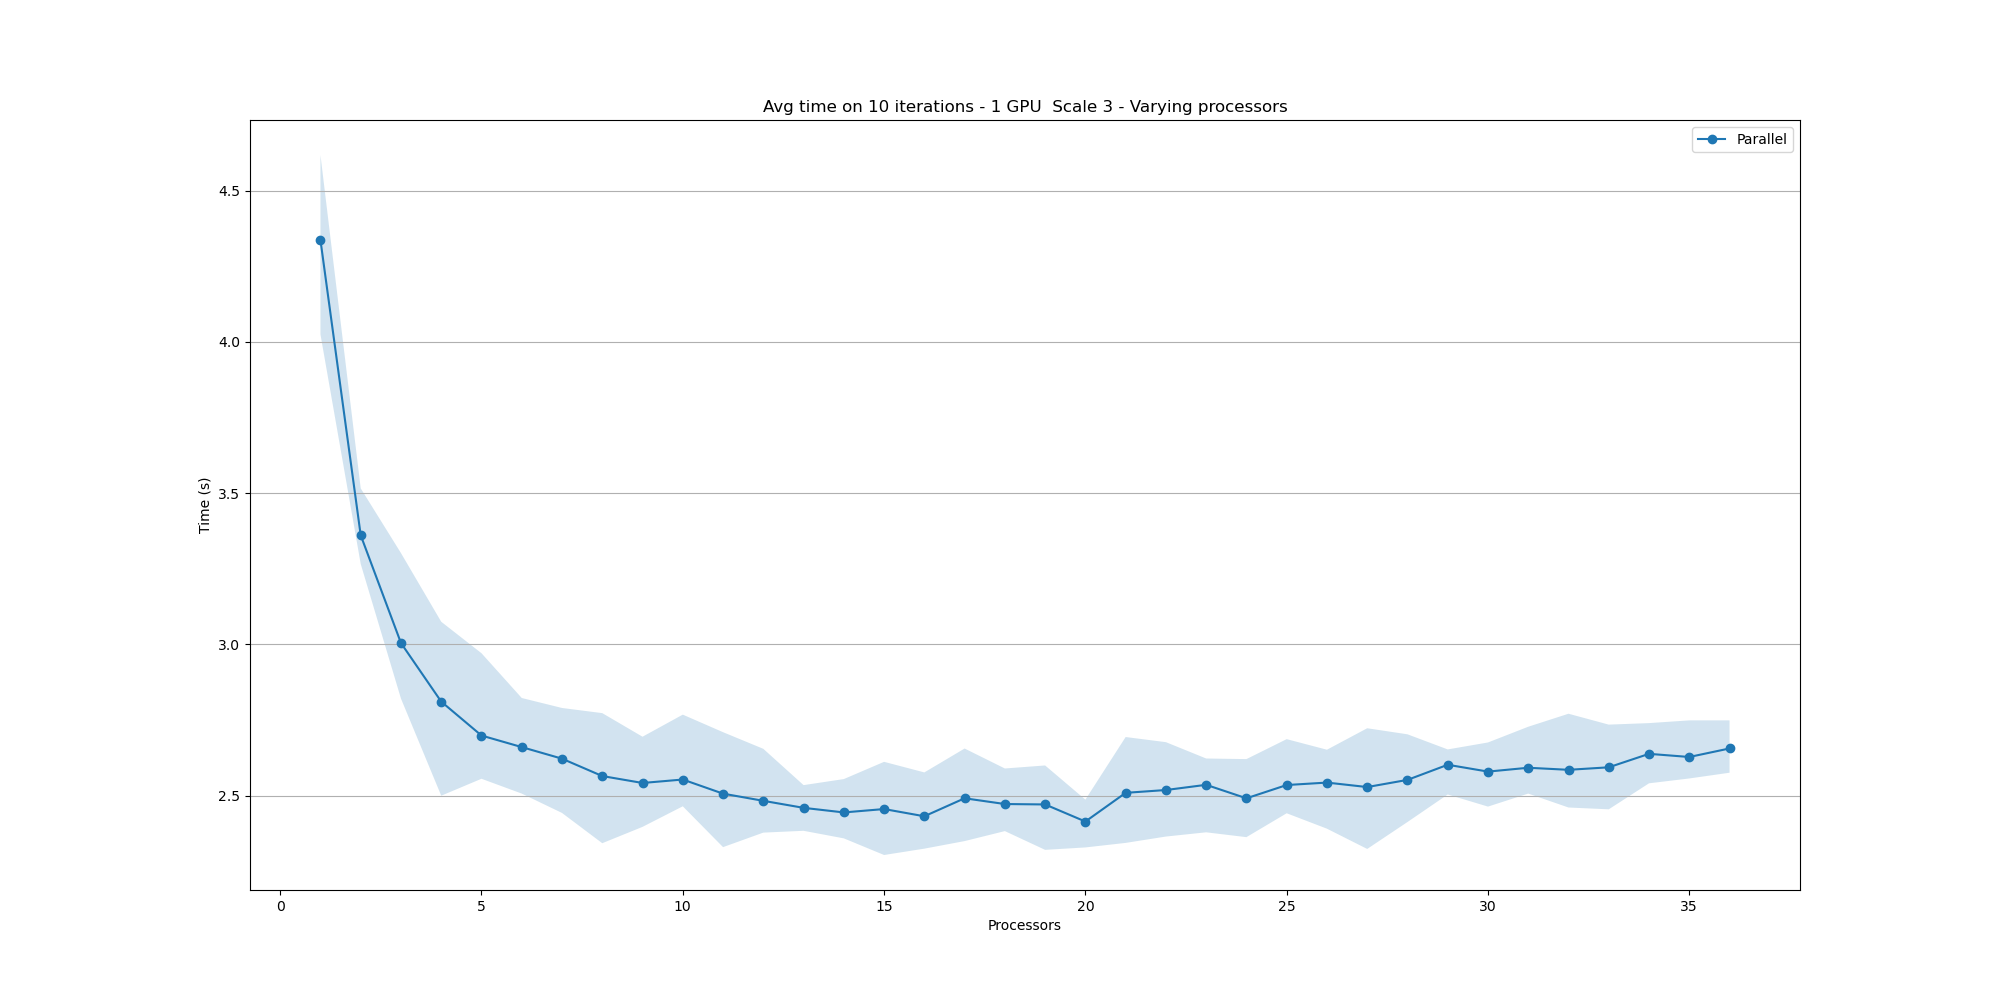 Avg time on 10 iterations - 1 GPU  Scale 3 - Varying processors
Parallel
4.5
4.0
3.5
3.0
2.5
Time (s)
0 5 10 15 20 25 30 35
Processors